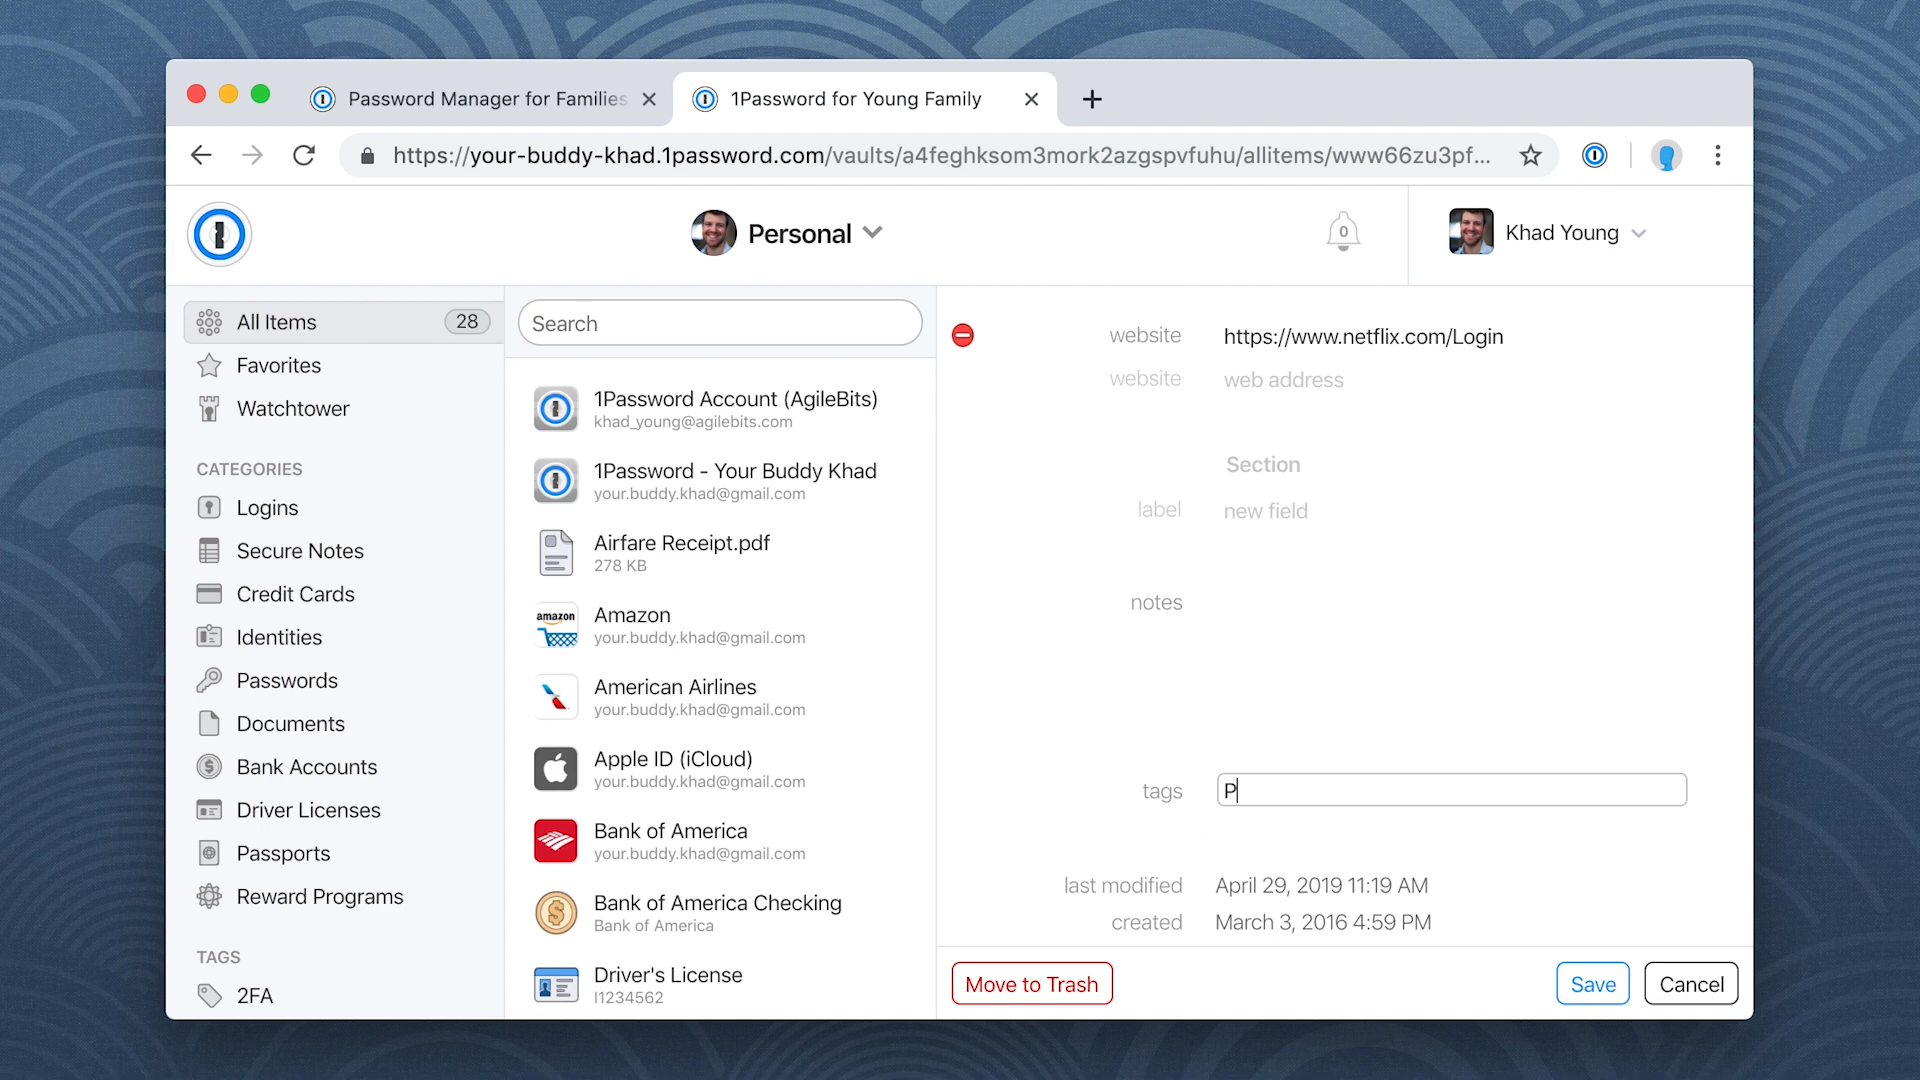 Password Manager for Families
1Password for Young Family
https://your-buddy-khad.1password.com/vaults/a4feghksom3mork2azgspvfuhu/allitems/www66zu3pf...
Personal
0
Khad Young
All Items
28
Favorites
Watchtower
CATEGORIES
Logins
Secure Notes
Credit Cards
Identities
Passwords
Documents
Bank Accounts
Driver Licenses
Passports
Reward Programs
TAGS
2FA
Search
1Password Account (AgileBits)
khad_young@agilebits.com
1Password - Your Buddy Khad
your.buddy.khad@gmail.com
Airfare Receipt.pdf
278 KB
amazon
Amazon
your.buddy.khad@gmail.com
American Airlines
your.buddy.khad@gmail.com
Apple ID (iCloud)
your.buddy.khad@gmail.com
Bank of America
your.buddy.khad@gmail.com
Bank of America Checking
Bank of America
Driver's License
I1234562
website https://www.netflix.com/Login
website web address
Section
label new field
notes
tags P
last modified April 29, 2019 11:19 AM
created March 3, 2016 4:59 PM
Move to Trash
Save
Cancel